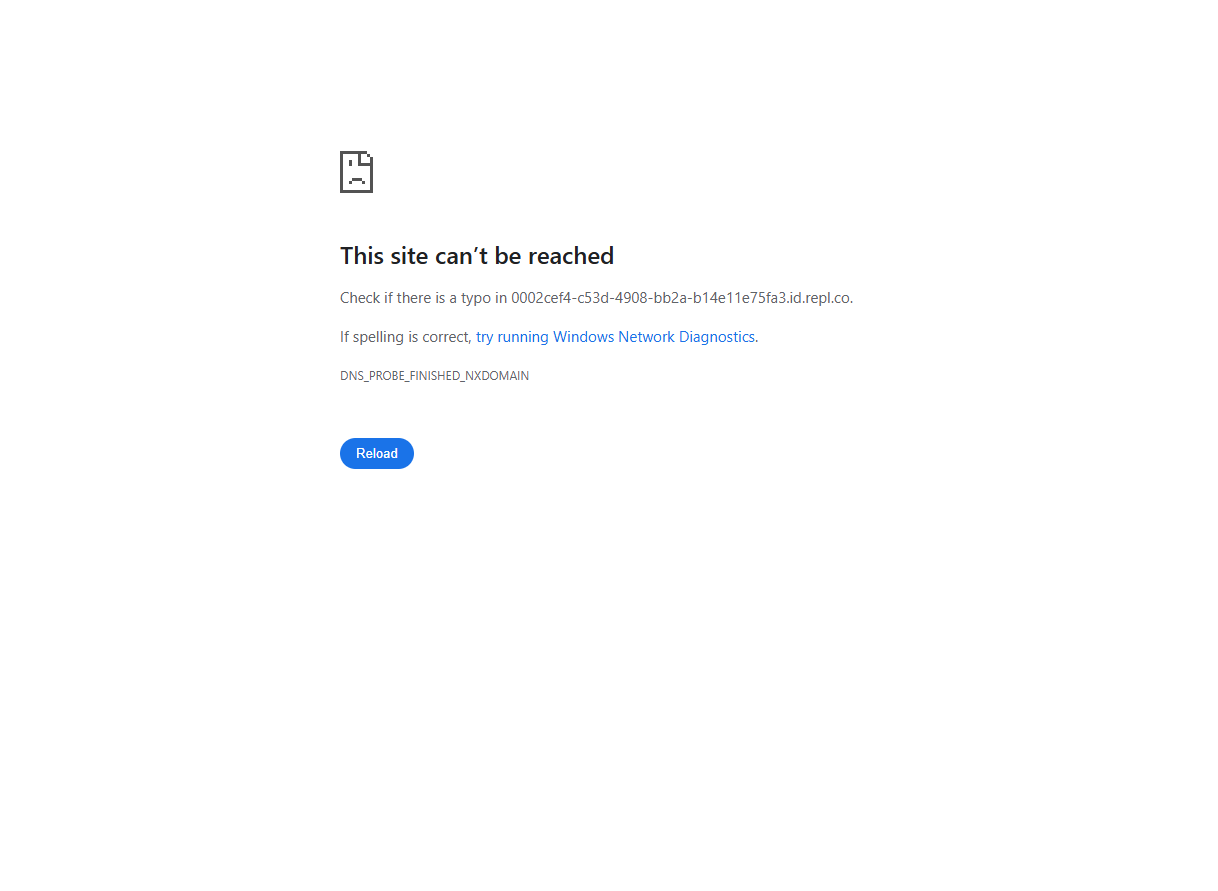 This site can’t be reached
Check if there is a typo in 0002cef4-c53d-4908-bb2a-b14e11e75fa3.id.repl.co.
If spelling is correct, try running Windows Network Diagnostics.
DNS_PROBE_FINISHED_NXDOMAIN
Reload